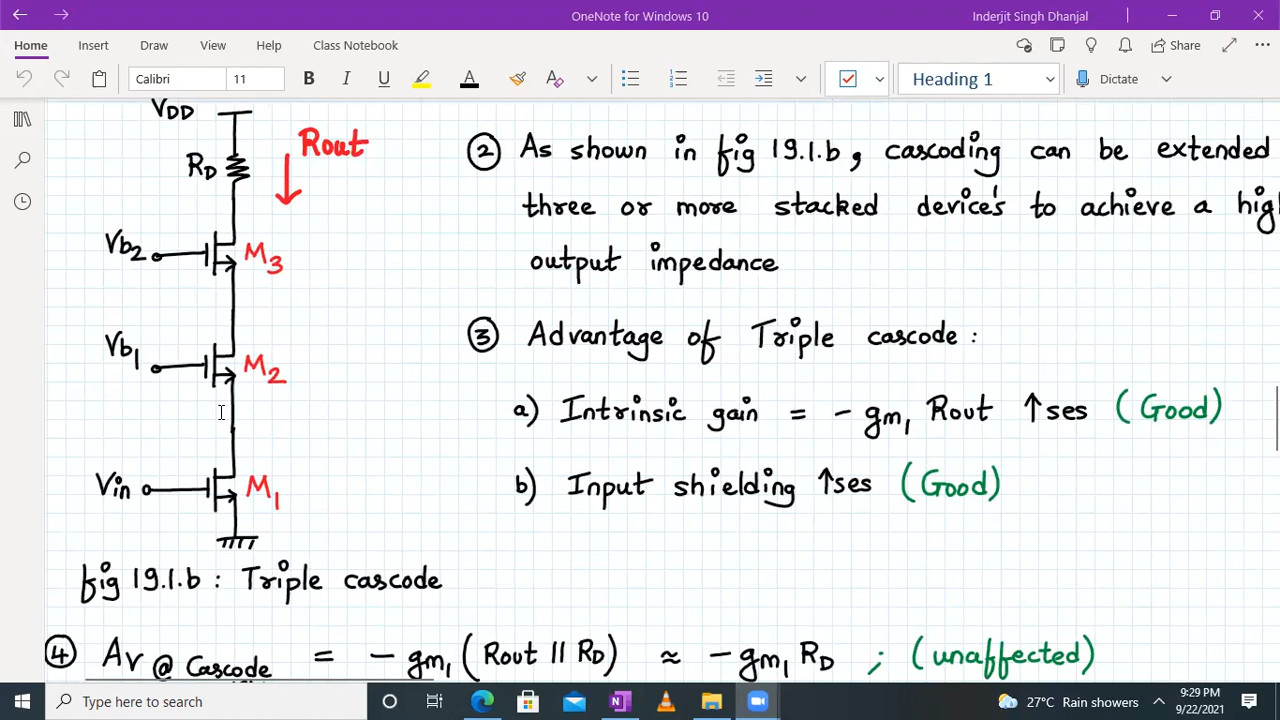 OneNote for Windows 10
Inderjit Singh Dhanjal
Home Insert Draw View Help Class Notebook
Share
Calibri 11 B I U A Heading 1 Dictate
VDD
Rout
RD
Vb2
M3
Vb1
M2
Vin
M1
fig 19.1.b : Triple cascode
② As shown in fig 19.1.b, cascoding can be extended
three or more stacked device's to achieve a hig
output impedance
③ Advantage of Triple cascode :
a) Intrinsic gain = - gm1 Rout ↑ses (Good)
b) Input shielding ↑ses (Good)
④ Av @ Cascode = - gm1 (Rout || RD) ≈ - gm1 RD ; (unaffected)
Type here to search
27°C Rain showers
9:29 PM
9/22/2021